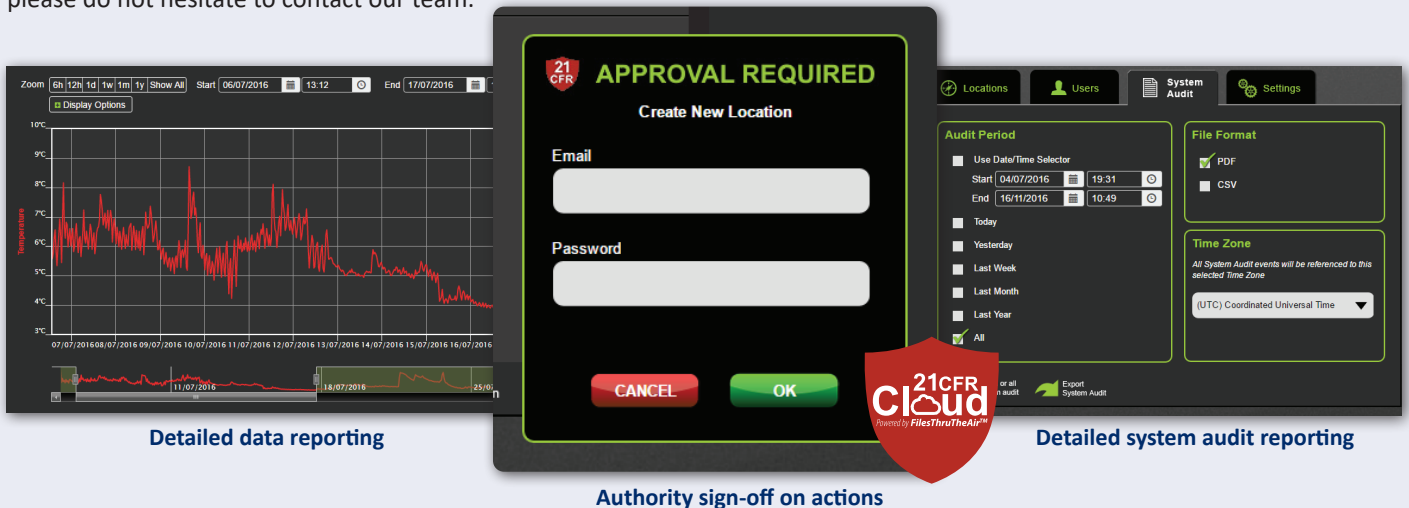 please do not hesitate to contact our team.
Zoom 6h 12h 1d 1w 1m 1y Show All Start 06/07/2016 13:12 End 17/07/2016
Display Options
10°C
9°C
8°C
7°C
6°C
5°C
4°C
3°C
Temperature
07/07/2016 08/07/2016 09/07/2016 10/07/2016 11/07/2016 12/07/2016 13/07/2016 14/07/2016 15/07/2016 16/07/2016
11/07/2016 18/07/2016
Detailed data reporting
21
CFR
APPROVAL REQUIRED
Create New Location
Email
Password
CANCEL OK
Authority sign-off on actions
Locations Users System Audit Settings
Audit Period
Use Date/Time Selector
Start 04/07/2016 19:31
End 16/11/2016 10:49
Today
Yesterday
Last Week
Last Month
Last Year
All
File Format
PDF
CSV
Time Zone
All System Audit events will be referenced to this
selected Time Zone
(UTC) Coordinated Universal Time
or all
audit
Export
System Audit
21CFR
Cloud
Powered by FilesThruTheAir™
Detailed system audit reporting